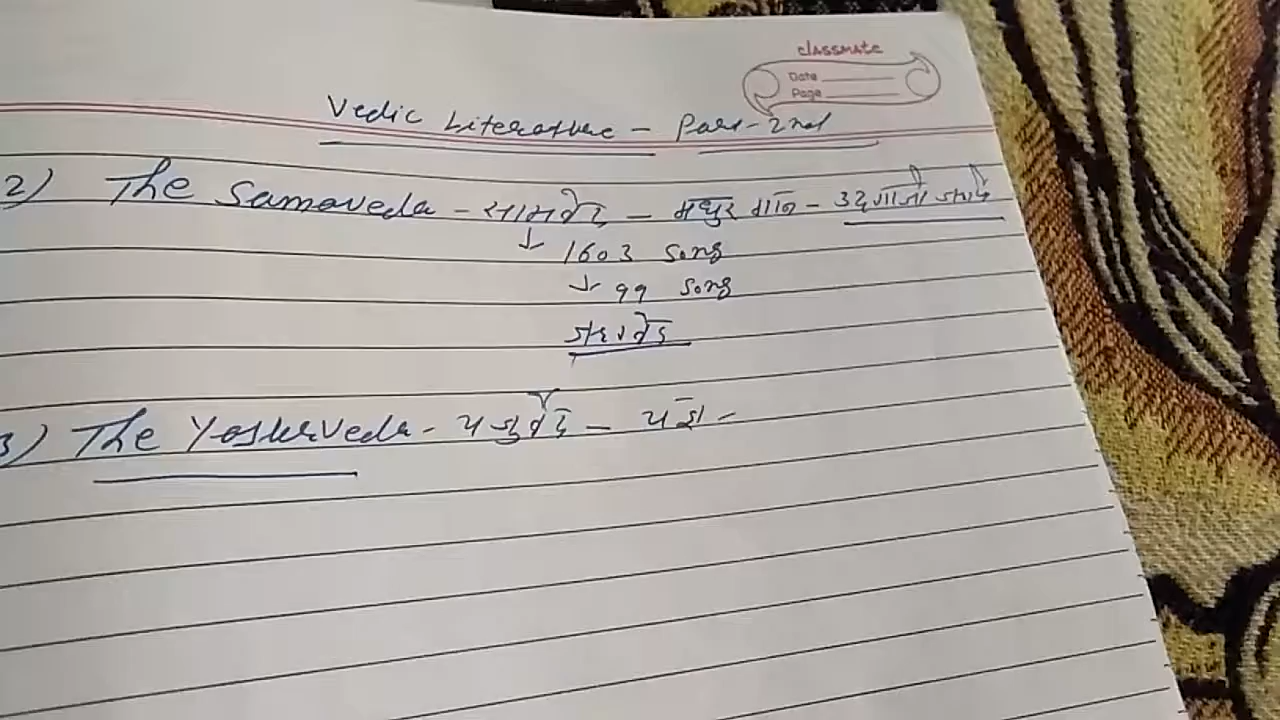 classmate
Date
Page
Vedic Literature - Part-2nd
2) The Samaveda - सामवेद - मधुर गान - उदगाता
↓ 1603 song
↓ 99 song
ऋग्वेद
3) The Yajurveda - यजुर्वेद - यज्ञ -